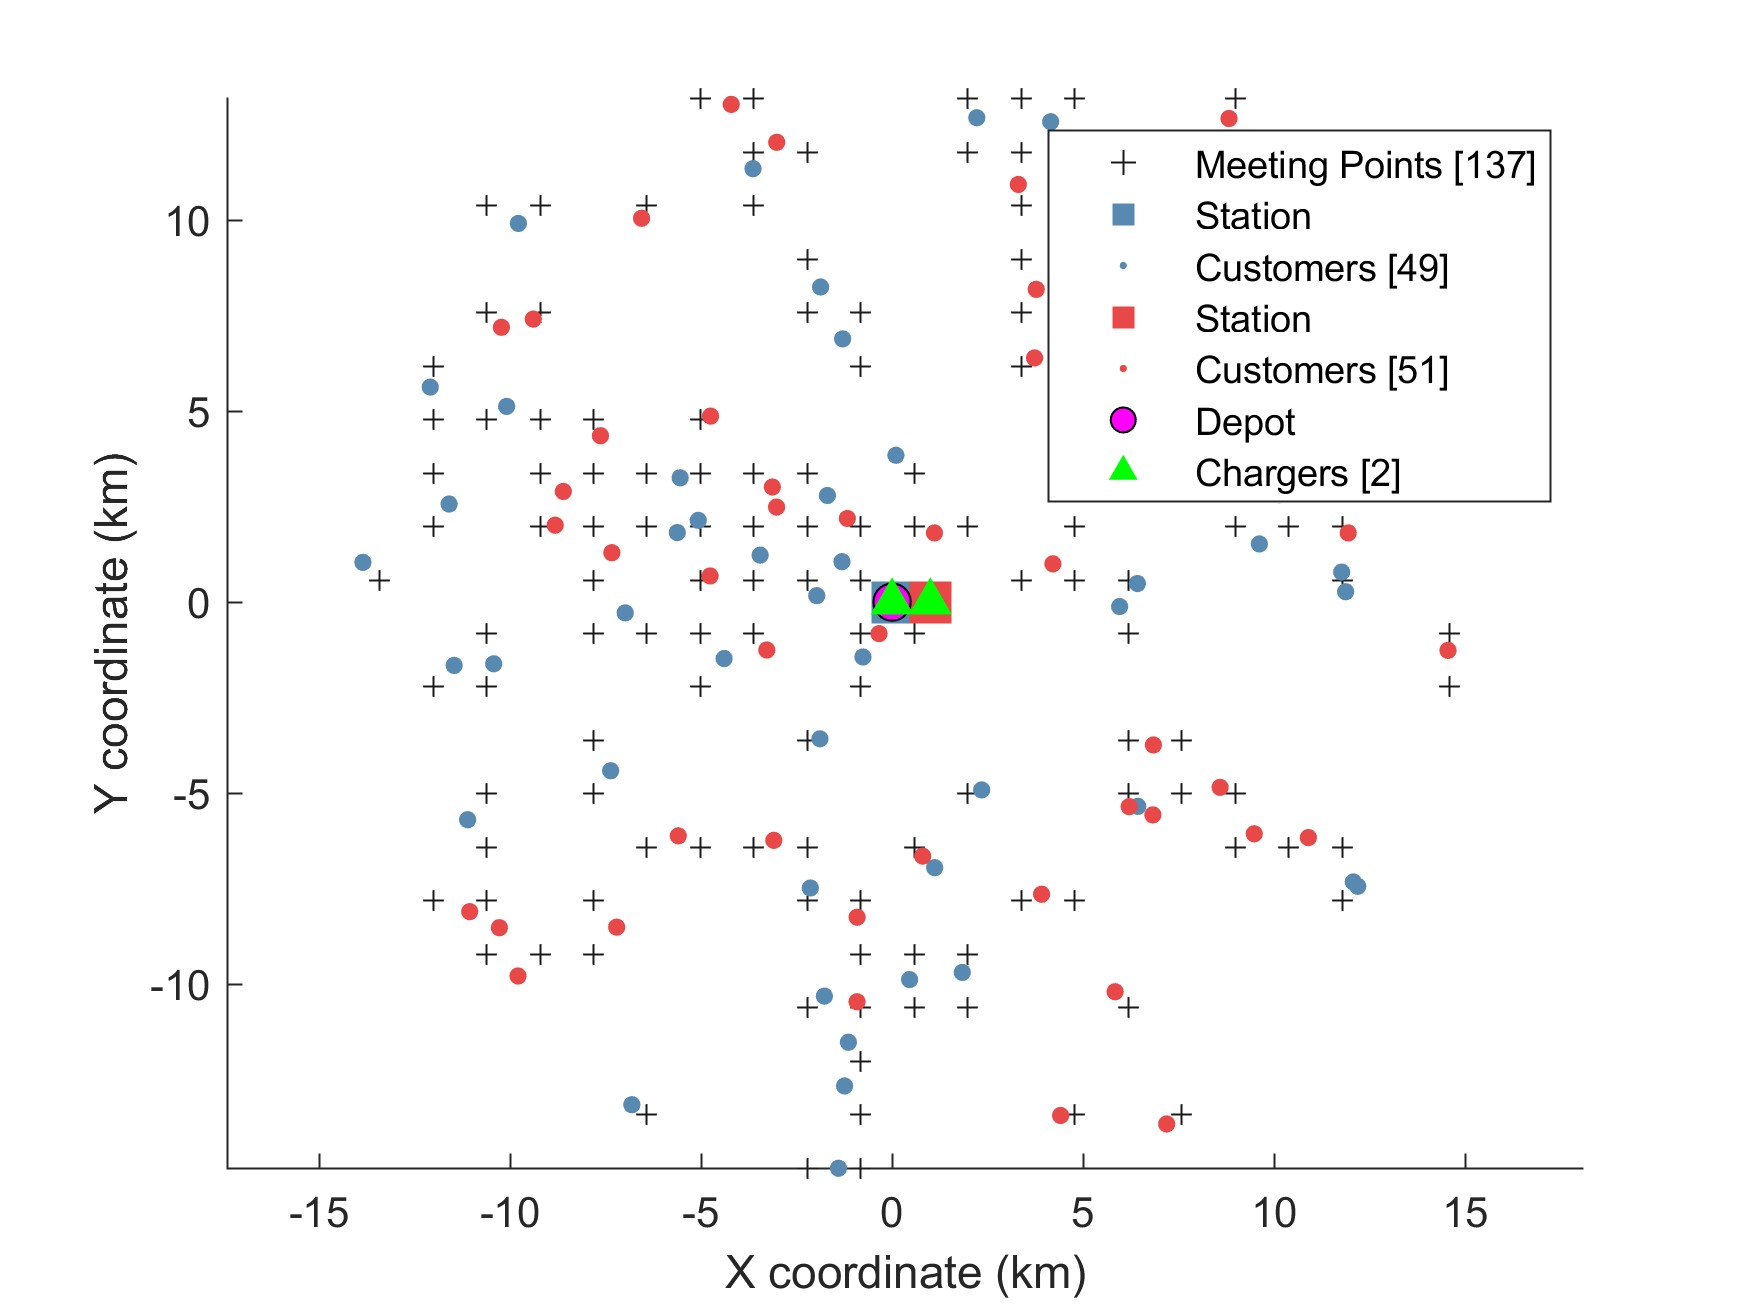 10
5
0
-5
-10
-15
-10
-5
0
5
10
15
X coordinate (km)
Y coordinate (km)
Meeting Points [137]
Station
Customers [49]
Station
Customers [51]
Depot
Chargers [2]